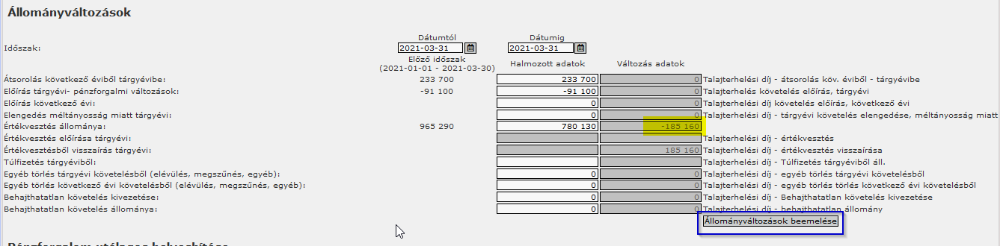 Állományváltozások
Dátumtól Dátumig
Időszak: 2021-03-31 2021-03-31
Előző időszak Halmozott adatok Változás adatok
(2021-01-01 - 2021-03-30)
Átsorolás következő éviből tárgyévibe: 233 700 233 700 0 Talajterhelési díj - átsorolás köv. éviből - tárgyévibe
Előírás tárgyévi- pénzforgalmi változások: -91 100 -91 100 0 Talajterhelés követelés előírás, tárgyévi
Előírás következő évi: 0 0 Talajterhelési díj követelés előírás, következő évi
Elengedés méltányosság miatt tárgyévi: 0 0 Talajterhelési díj - tárgyévi követelés elengedése, méltányosság miatt
Értékvesztés állománya: 965 290 780 130 -185 160
Értékvesztés előírása tárgyévi: Talajterhelési díj - értékvesztés
Értékvesztésből visszaírás tárgyévi: 185 160 Talajterhelési díj - értékvesztés visszaírása
Túlfizetés tárgyéviből: Talajterhelési díj - Túlfizetés tárgyéviből áll.
Egyéb törlés tárgyévi követelésből (elévülés, megszűnés, egyéb): 0 0 Talajterhelési díj - egyéb törlés tárgyévi követelésből
Egyéb törlés következő évi követelésből (elévülés, megszűnés, egyéb): 0 0 Talajterhelési díj - egyéb törlés törlés következő évi követelésből
Behajthatatlan követelés kivezetése: 0 0 Talajterhelési díj - Behajthatatlan követelés kivezetése
Behajthatatlan követelés állománya: 0 0 Talajterhelési díj - behajthatatlan állomány
Állományváltozások beemelése